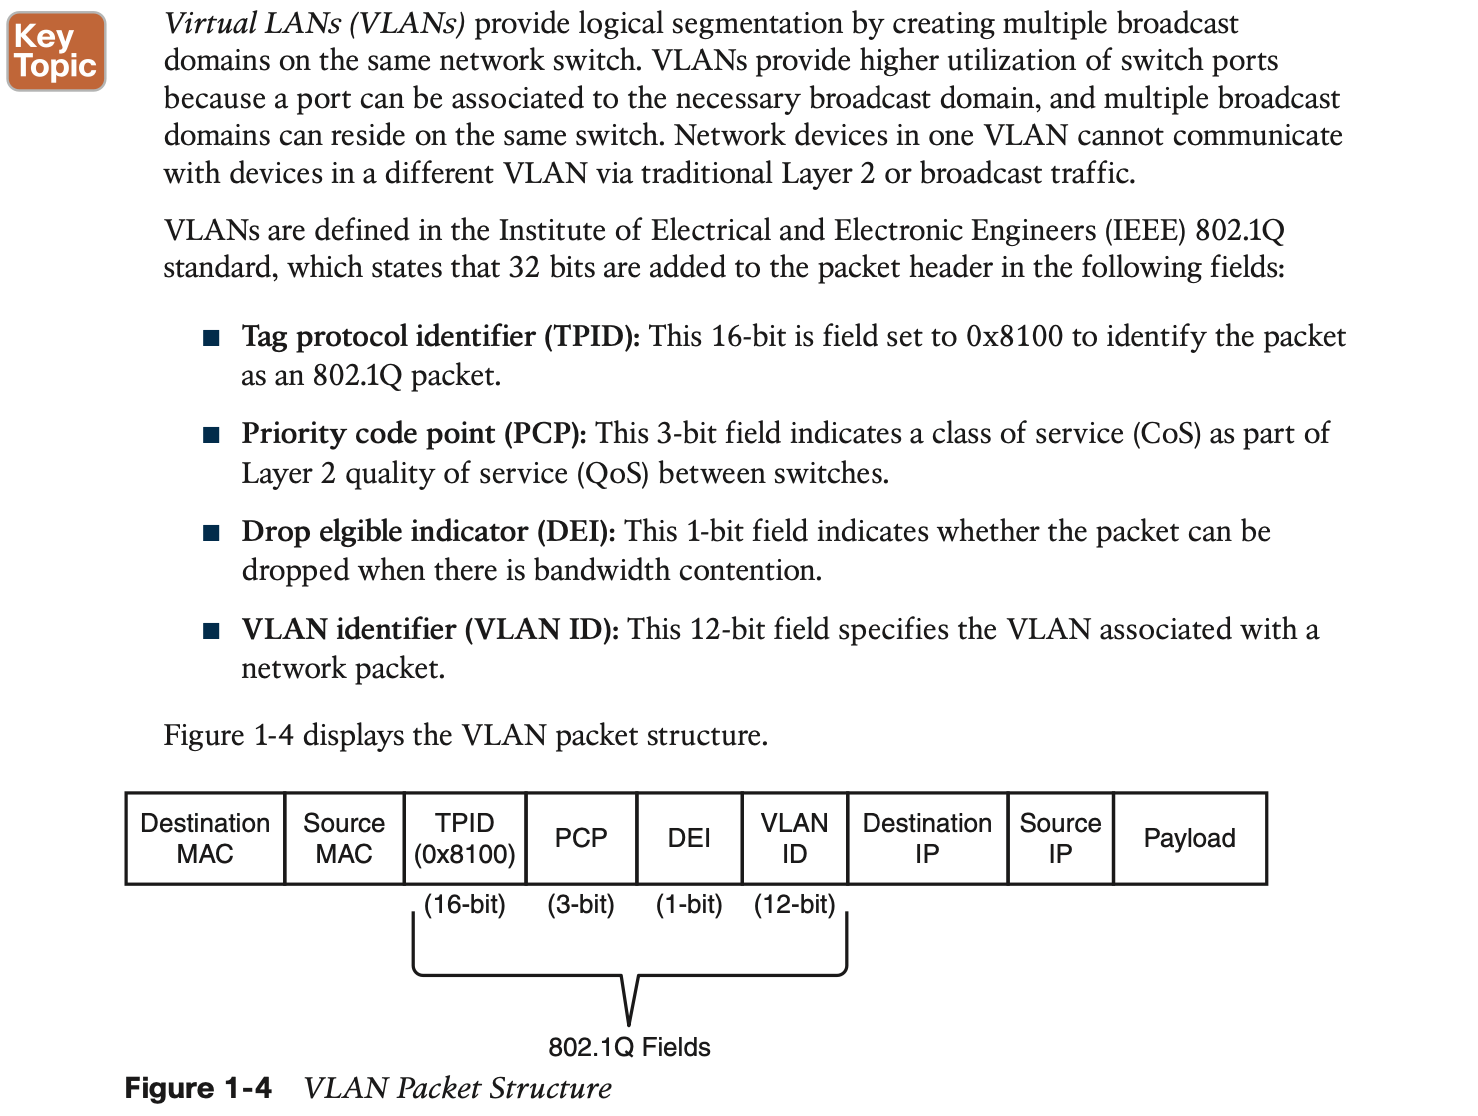 Key
Topic
Virtual LANs (VLANs) provide logical segmentation by creating multiple broadcast
domains on the same network switch. VLANs provide higher utilization of switch ports
because a port can be associated to the necessary broadcast domain, and multiple broadcast
domains can reside on the same switch. Network devices in one VLAN cannot communicate
with devices in a different VLAN via traditional Layer 2 or broadcast traffic.
VLANs are defined in the Institute of Electrical and Electronic Engineers (IEEE) 802.1Q
standard, which states that 32 bits are added to the packet header in the following fields:
■ Tag protocol identifier (TPID): This 16-bit is field set to 0x8100 to identify the packet
as an 802.1Q packet.
■ Priority code point (PCP): This 3-bit field indicates a class of service (CoS) as part of
Layer 2 quality of service (QoS) between switches.
■ Drop elgible indicator (DEI): This 1-bit field indicates whether the packet can be
dropped when there is bandwidth contention.
■ VLAN identifier (VLAN ID): This 12-bit field specifies the VLAN associated with a
network packet.
Figure 1-4 displays the VLAN packet structure.
Destination
MAC
Source
MAC
TPID
(0x8100)
PCP
DEI
VLAN
ID
Destination
IP
Source
IP
Payload
(16-bit)
(3-bit)
(1-bit)
(12-bit)
802.1Q Fields
Figure 1-4 VLAN Packet Structure